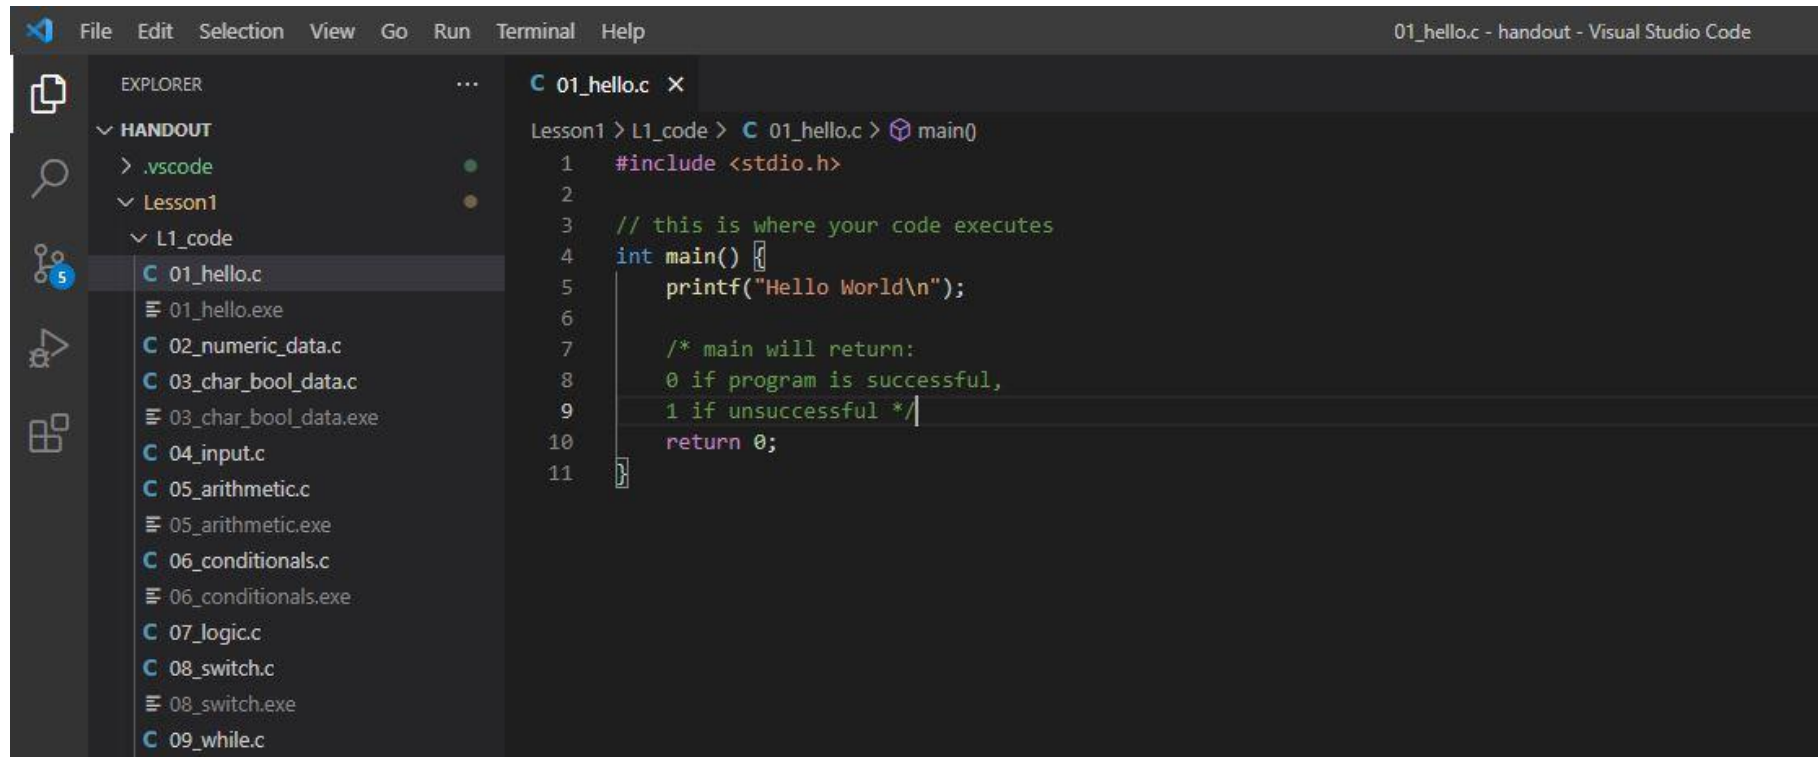 File Edit Selection View Go Run Terminal Help
01_hello.c - handout - Visual Studio Code
EXPLORER ···
HANDOUT
.vscode
Lesson1
L1_code
01_hello.c
01_hello.exe
02_numeric_data.c
03_char_bool_data.c
03_char_bool_data.exe
04_input.c
05_arithmetic.c
05_arithmetic.exe
06_conditionals.c
06_conditionals.exe
07_logic.c
08_switch.c
08_switch.exe
09_while.c
5
C 01_hello.c ×
Lesson1 > L1_code > C 01_hello.c > main()
1 #include <stdio.h>
2
3 // this is where your code executes
4 int main() {
5 printf("Hello World\n");
6
7 /* main will return:
8 0 if program is successful,
9 1 if unsuccessful */
10 return 0;
11 }